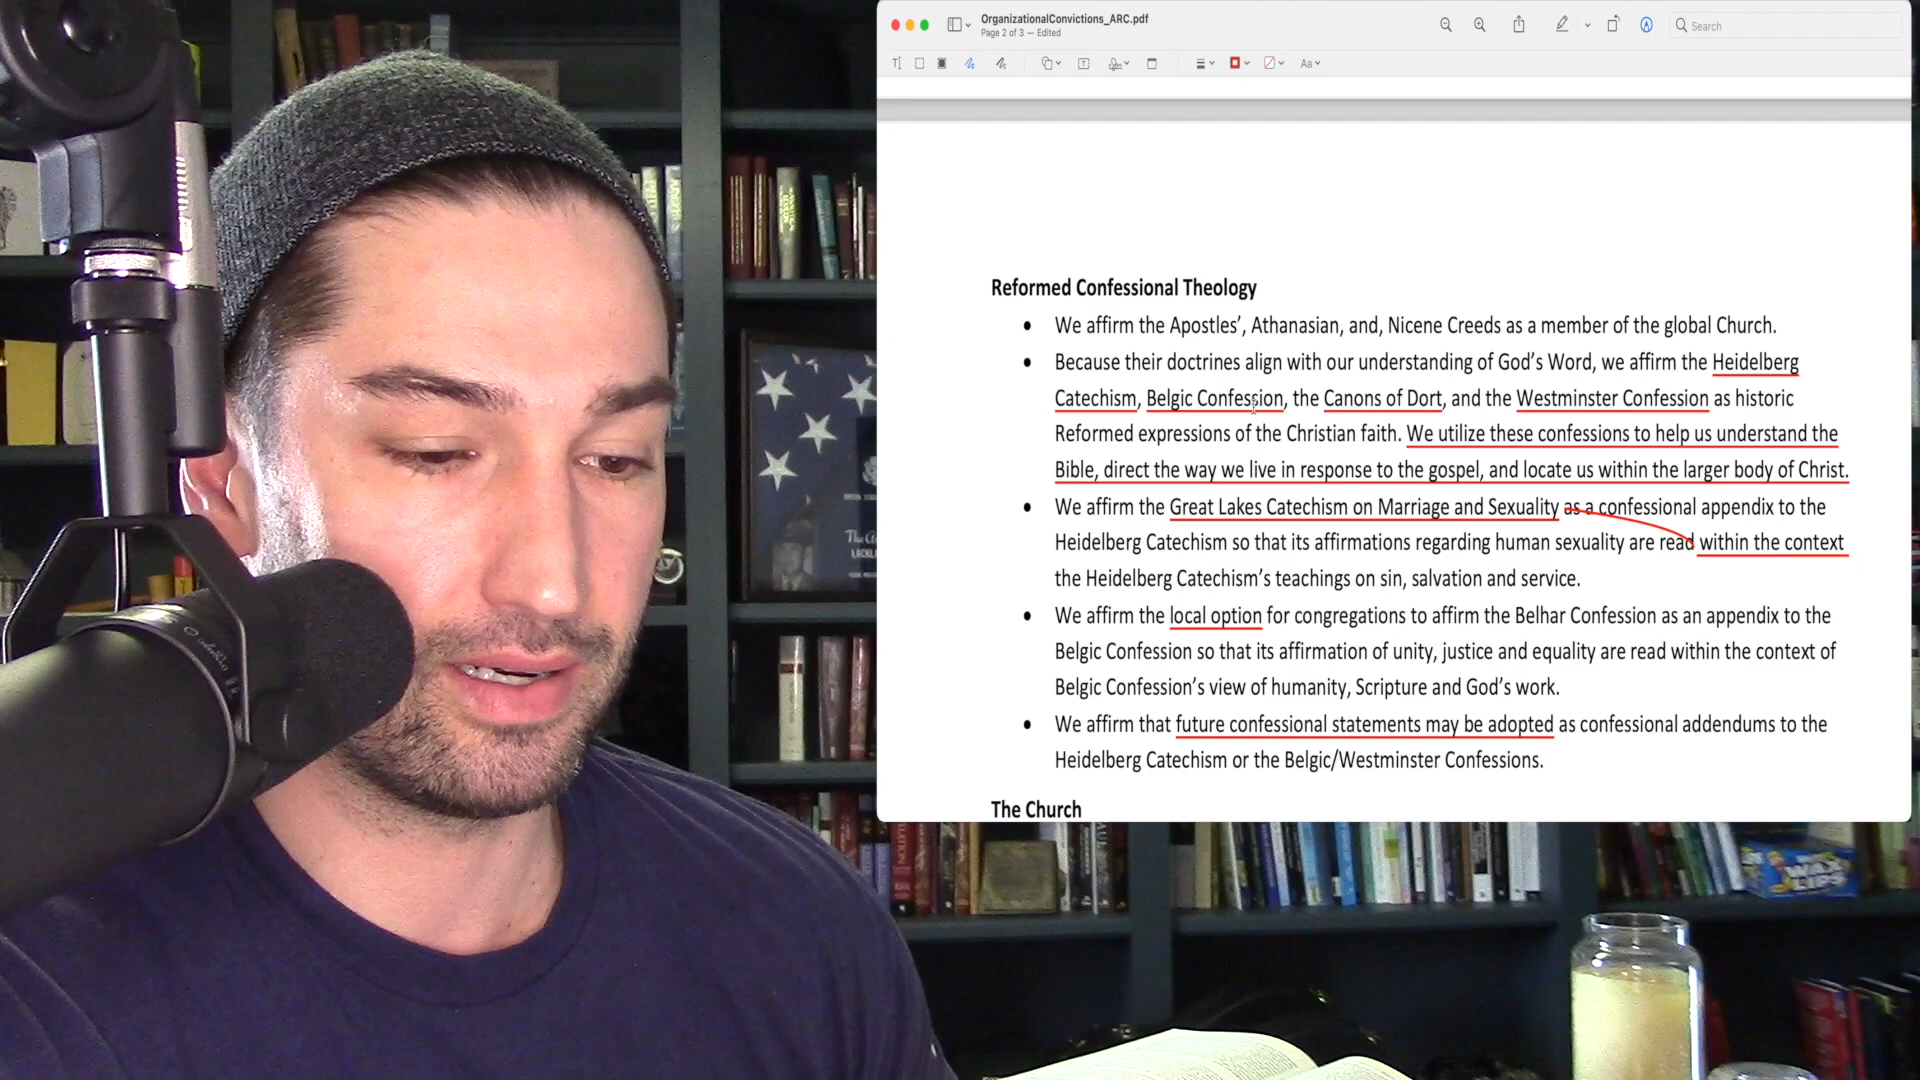 OrganizationalConvictions_ARC.pdf
Page 2 of 3 — Edited
Search
Aa
Reformed Confessional Theology
• We affirm the Apostles’, Athanasian, and, Nicene Creeds as a member of the global Church.
• Because their doctrines align with our understanding of God’s Word, we affirm the Heidelberg
Catechism, Belgic Confession, the Canons of Dort, and the Westminster Confession as historic
Reformed expressions of the Christian faith. We utilize these confessions to help us understand the
Bible, direct the way we live in response to the gospel, and locate us within the larger body of Christ.
• We affirm the Great Lakes Catechism on Marriage and Sexuality as a confessional appendix to the
Heidelberg Catechism so that its affirmations regarding human sexuality are read within the context
the Heidelberg Catechism’s teachings on sin, salvation and service.
• We affirm the local option for congregations to affirm the Belhar Confession as an appendix to the
Belgic Confession so that its affirmation of unity, justice and equality are read within the context of
Belgic Confession’s view of humanity, Scripture and God’s work.
• We affirm that future confessional statements may be adopted as confessional addendums to the
Heidelberg Catechism or the Belgic/Westminster Confessions.
The Church